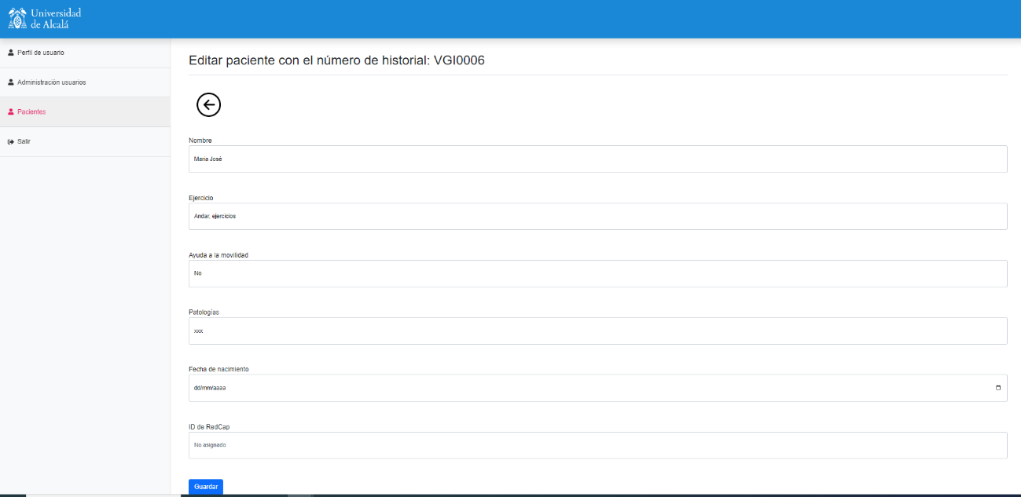 Universidad
de Alcalá
Perfil de usuario
Administración usuarios
Pacientes
Salir
Editar paciente con el número de historial: VGI0006
Nombre
Maria José
Ejercicio
Andar, ejercicios
Ayuda a la movilidad
No
Patologías
xxx
Fecha de nacimiento
dd/mm/aaaa
ID de RedCap
No asignado
Guardar